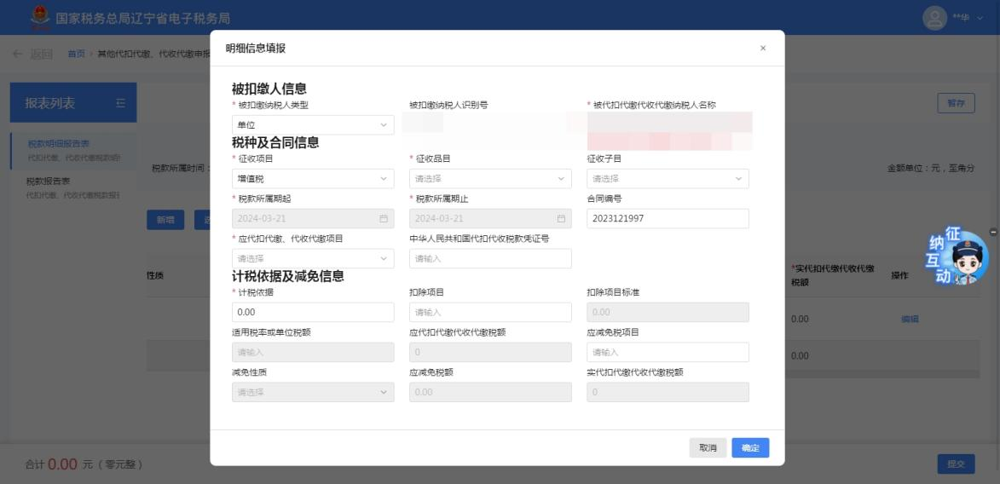 国家税务总局辽宁省电子税务局
**华
返回 首页 › 其他代扣代缴、代收代缴申报
报表列表
暂存
税款明细报告表
代扣代缴、代收代缴税款明
税款报告表
代扣代缴、代收代缴税款报
税款所属时间：
金额单位：元，至角分
新增
性质
*实代扣代缴代收代缴税额
操作
0.00
编辑
0.00
征纳互动
合计 0.00 元（零元整）
提交
明细信息填报
×
被扣缴人信息
* 被扣缴纳税人类型
被扣缴纳税人识别号
* 被代扣代缴代收代缴纳税人名称
单位
税种及合同信息
* 征收项目
* 征收品目
征收子目
增值税
请选择
请选择
* 税款所属期起
* 税款所属期止
合同编号
2024-03-21
2024-03-21
2023121997
* 应代扣代缴、代收代缴项目
中华人民共和国代扣代收税款凭证号
请选择
请输入
计税依据及减免信息
* 计税依据
扣除项目
扣除项目标准
0.00
请输入
0.00
适用税率或单位税额
应代扣代缴代收代缴税额
应减免税项目
请输入
0
请输入
减免性质
应减免税额
实代扣代缴代收代缴税额
请选择
0.00
0
取消
确定